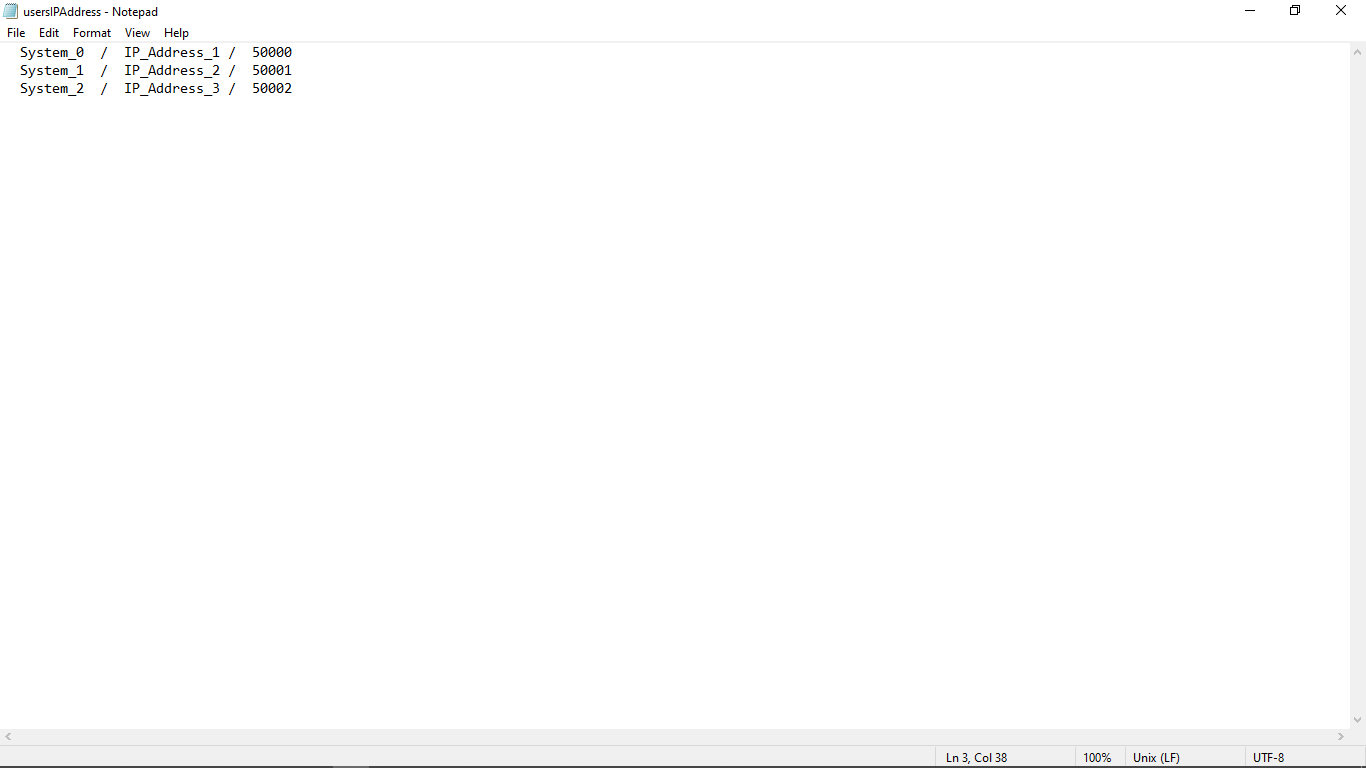 usersIPAddress - Notepad
File Edit Format View Help
System_0 / IP_Address_1 / 50000
System_1 / IP_Address_2 / 50001
System_2 / IP_Address_3 / 50002
Ln 3, Col 38 100% Unix (LF) UTF-8